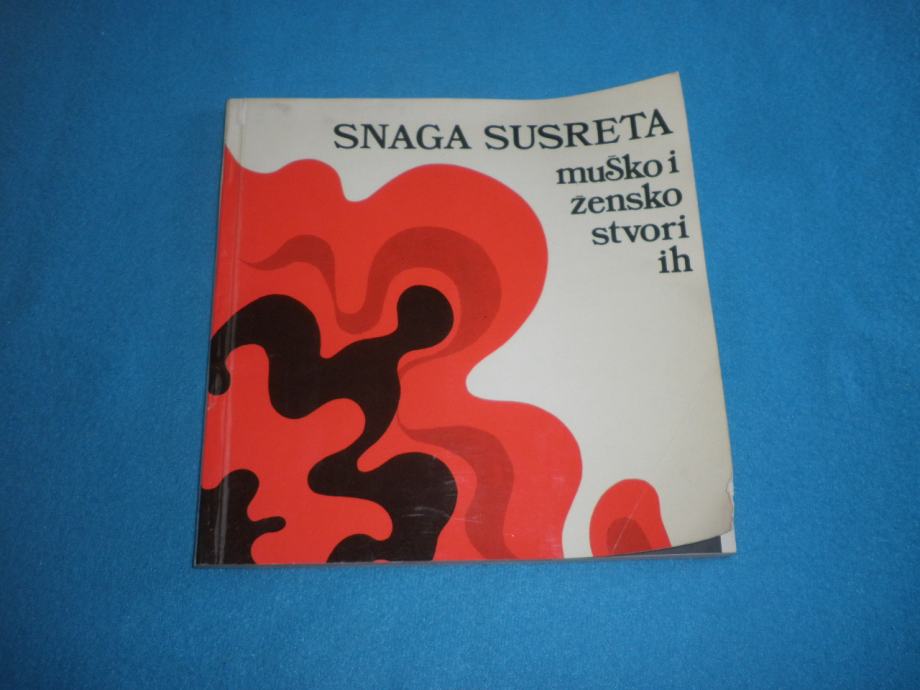 SNAGA SUSRETA
muško i
žensko
stvori
ih